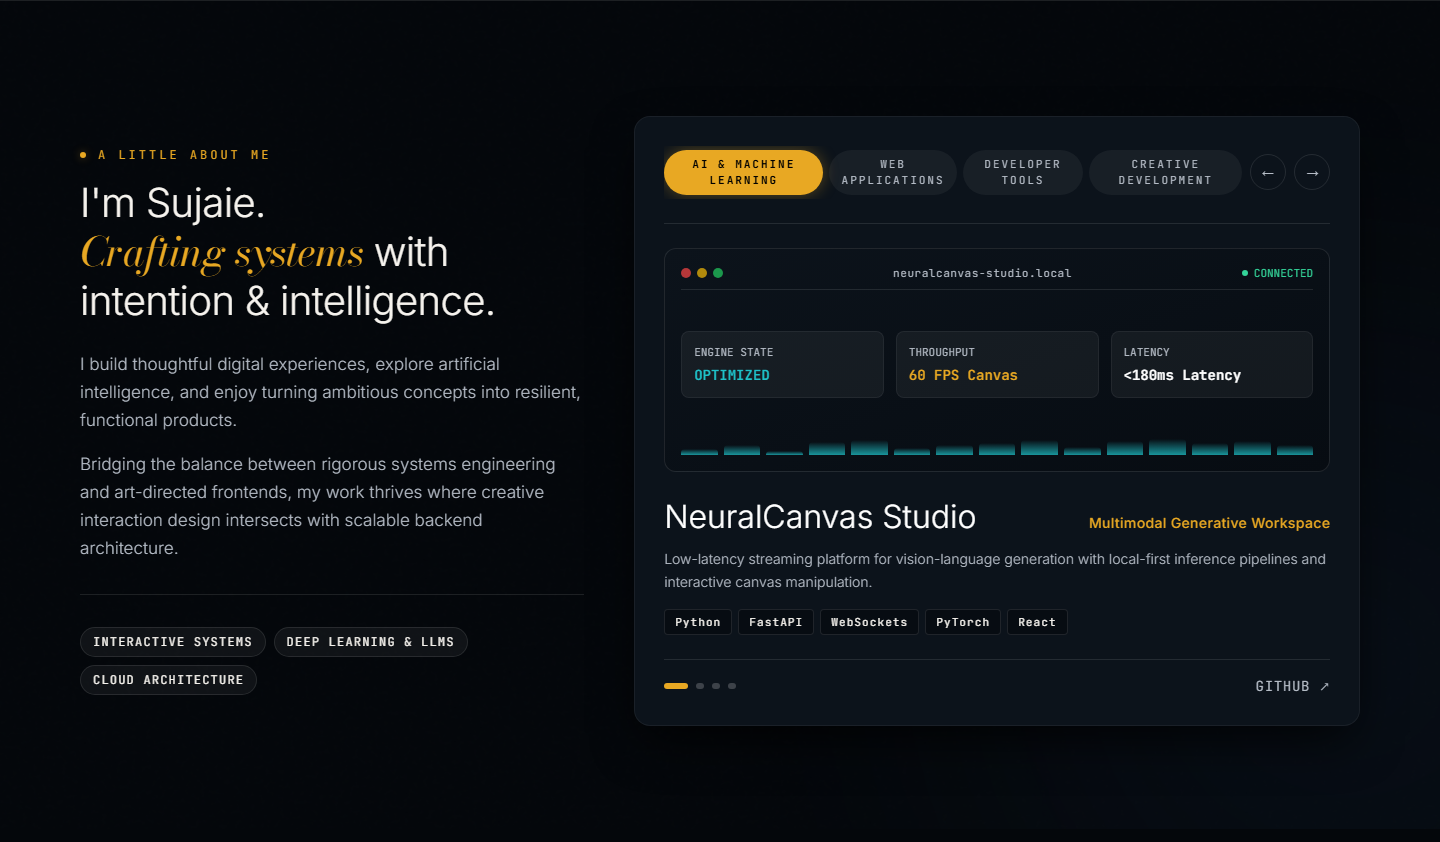 A LITTLE ABOUT ME
I'm Sujaie.
Crafting systems with
intention & intelligence.
I build thoughtful digital experiences, explore artificial
intelligence, and enjoy turning ambitious concepts into resilient,
functional products.
Bridging the balance between rigorous systems engineering
and art-directed frontends, my work thrives where creative
interaction design intersects with scalable backend
architecture.
INTERACTIVE SYSTEMS
DEEP LEARNING & LLMS
CLOUD ARCHITECTURE
AI & MACHINE
LEARNING
WEB
APPLICATIONS
DEVELOPER
TOOLS
CREATIVE
DEVELOPMENT
← →
neuralcanvas-studio.local
CONNECTED
ENGINE STATE
OPTIMIZED
THROUGHPUT
60 FPS Canvas
LATENCY
<180ms Latency
NeuralCanvas Studio
Multimodal Generative Workspace
Low-latency streaming platform for vision-language generation with local-first inference pipelines and
interactive canvas manipulation.
Python
FastAPI
WebSockets
PyTorch
React
GITHUB ↗